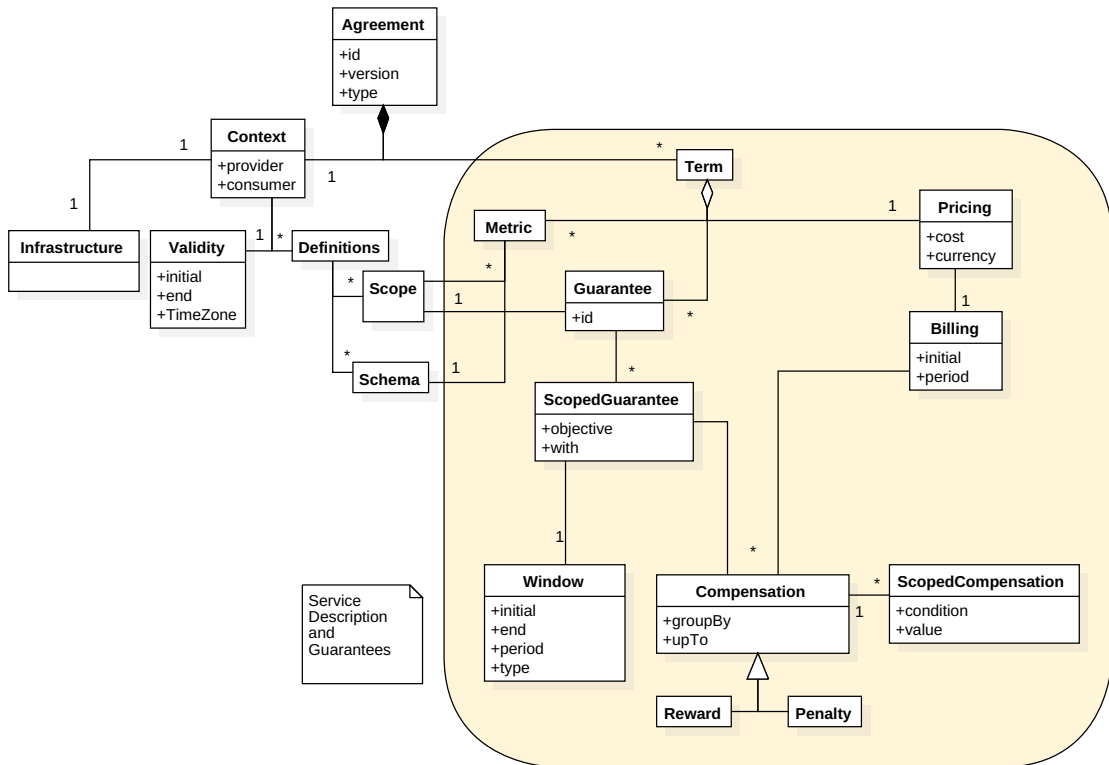 Agreement
+id
+version
+type
Context
+provider
+consumer
1
1
*
Term
1
Infrastructure
Validity
+initial
+end
+TimeZone
1
*
Definitions
Metric
*
1
Pricing
+cost
+currency
*
Scope
*
1
Guarantee
+id
*
1
Billing
+initial
+period
*
Schema
1
*
ScopedGuarantee
+objective
+with
1
*
Window
+initial
+end
+period
+type
Compensation
+groupBy
+upTo
1
*
ScopedCompensation
+condition
+value
Service
Description
and
Guarantees
Reward
Penalty